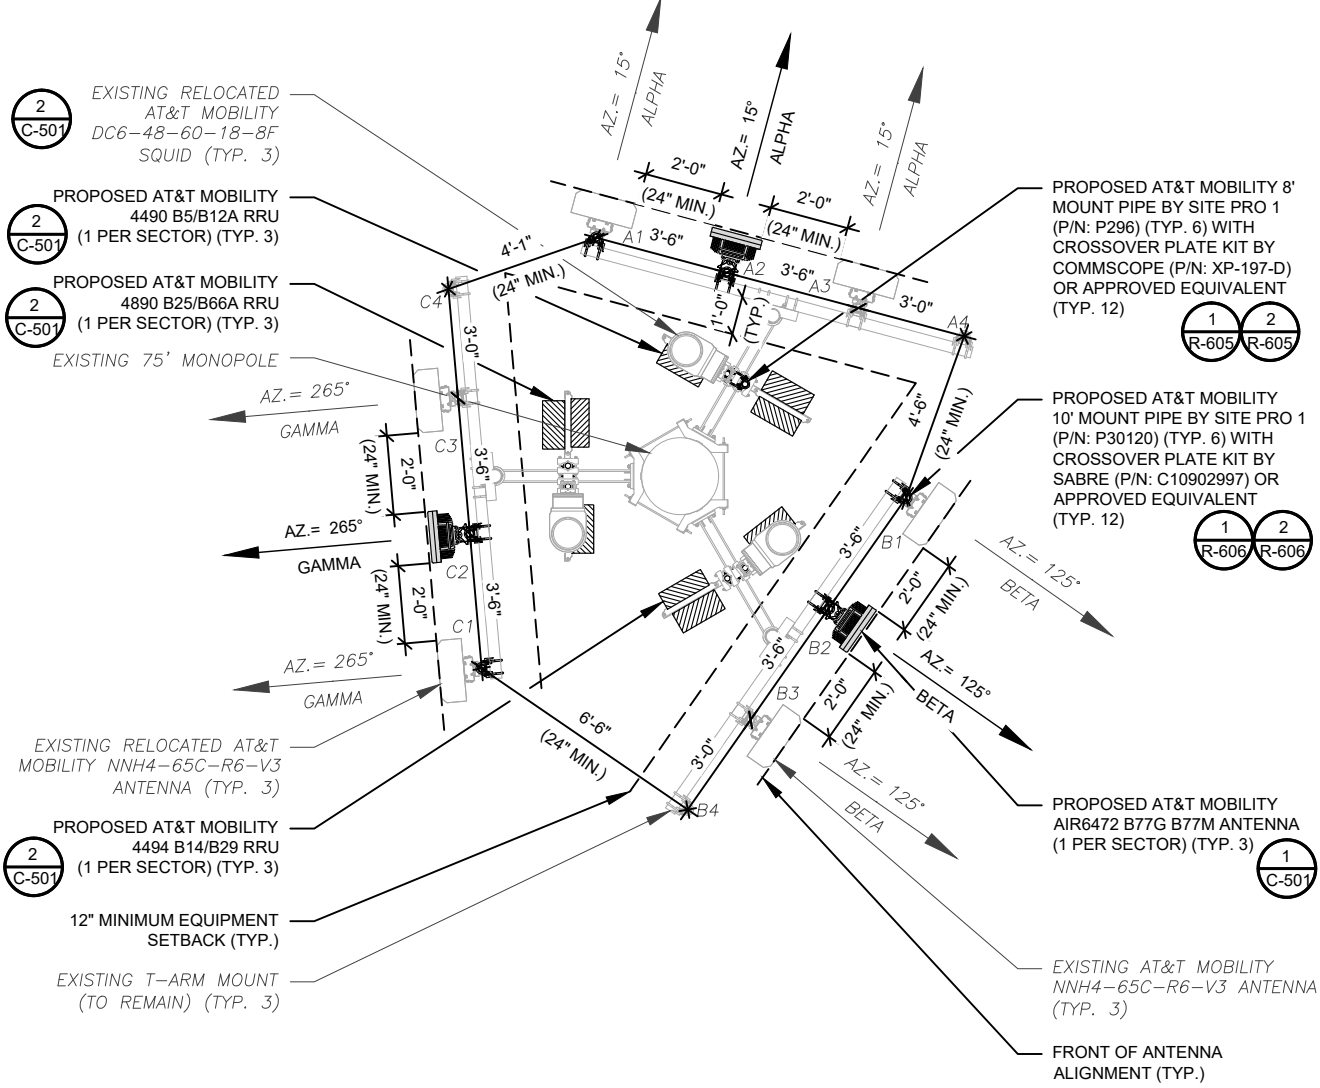 2
C-501
EXISTING RELOCATED
AT&T MOBILITY
DC6-48-60-18-8F
SQUID (TYP. 3)
2
C-501
PROPOSED AT&T MOBILITY
4490 B5/B12A RRU
(1 PER SECTOR) (TYP. 3)
2
C-501
PROPOSED AT&T MOBILITY
4890 B25/B66A RRU
(1 PER SECTOR) (TYP. 3)
EXISTING 75' MONOPOLE
AZ.= 265°
GAMMA
AZ.= 265°
GAMMA
AZ.= 265°
GAMMA
EXISTING RELOCATED AT&T
MOBILITY NNH4-65C-R6-V3
ANTENNA (TYP. 3)
2
C-501
PROPOSED AT&T MOBILITY
4494 B14/B29 RRU
(1 PER SECTOR) (TYP. 3)
12" MINIMUM EQUIPMENT
SETBACK (TYP.)
EXISTING T-ARM MOUNT
(TO REMAIN) (TYP. 3)
AZ.= 15°
ALPHA
AZ.= 15°
ALPHA
AZ.= 15°
ALPHA
2'-0"
(24" MIN.)
2'-0"
(24" MIN.)
A1
3'-6"
A2
3'-6"
A3
3'-0"
A4
1'-0"
(TYP.)
4'-1"
(24" MIN.)
C4
3'-0"
C3
3'-6"
2'-0"
(24" MIN.)
C2
3'-6"
2'-0"
(24" MIN.)
C1
6'-6"
(24" MIN.)
4'-6"
(24" MIN.)
B1
3'-6"
2'-0"
(24" MIN.)
B2
3'-6"
2'-0"
(24" MIN.)
B3
3'-0"
B4
AZ.= 125°
BETA
AZ.= 125°
BETA
AZ.= 125°
BETA
PROPOSED AT&T MOBILITY 8'
MOUNT PIPE BY SITE PRO 1
(P/N: P296) (TYP. 6) WITH
CROSSOVER PLATE KIT BY
COMMSCOPE (P/N: XP-197-D)
OR APPROVED EQUIVALENT
(TYP. 12)
1
R-605
2
R-605
PROPOSED AT&T MOBILITY
10' MOUNT PIPE BY SITE PRO 1
(P/N: P30120) (TYP. 6) WITH
CROSSOVER PLATE KIT BY
SABRE (P/N: C10902997) OR
APPROVED EQUIVALENT
(TYP. 12)
1
R-606
2
R-606
PROPOSED AT&T MOBILITY
AIR6472 B77G B77M ANTENNA
(1 PER SECTOR) (TYP. 3)
1
C-501
EXISTING AT&T MOBILITY
NNH4-65C-R6-V3 ANTENNA
(TYP. 3)
FRONT OF ANTENNA
ALIGNMENT (TYP.)